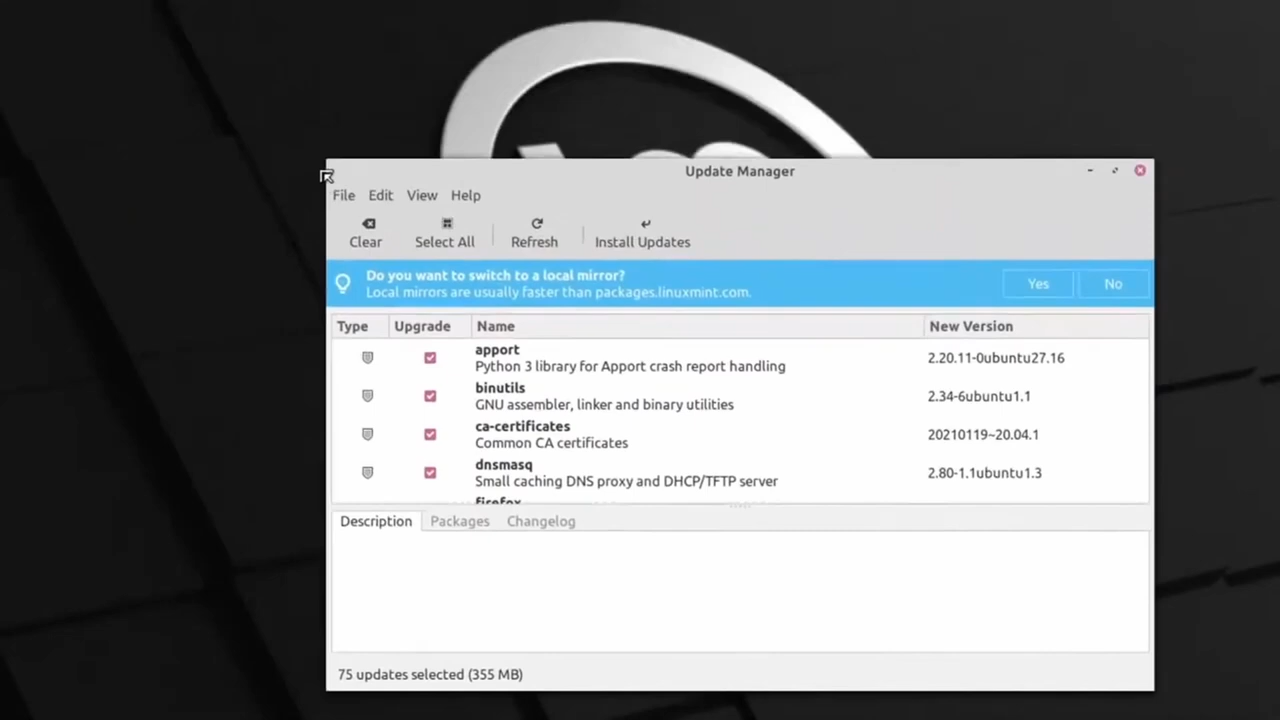 Update Manager
File Edit View Help
Clear Select All Refresh Install Updates
Do you want to switch to a local mirror?
Local mirrors are usually faster than packages.linuxmint.com.
Yes No
Type Upgrade Name New Version
apport
Python 3 library for Apport crash report handling
2.20.11-0ubuntu27.16
binutils
GNU assembler, linker and binary utilities
2.34-6ubuntu1.1
ca-certificates
Common CA certificates
20210119~20.04.1
dnsmasq
Small caching DNS proxy and DHCP/TFTP server
2.80-1.1ubuntu1.3
firefox
Description Packages Changelog
75 updates selected (355 MB)